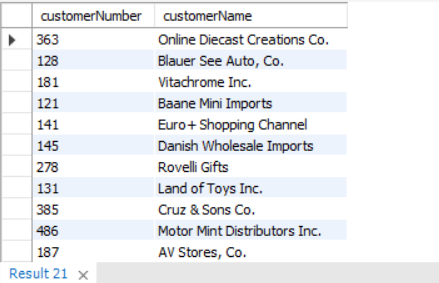 customerNumber customerName
363 Online Diecast Creations Co.
128 Blauer See Auto, Co.
181 Vitachrome Inc.
121 Baane Mini Imports
141 Euro+ Shopping Channel
145 Danish Wholesale Imports
278 Rovelli Gifts
131 Land of Toys Inc.
385 Cruz & Sons Co.
486 Motor Mint Distributors Inc.
187 AV Stores, Co.
Result 21